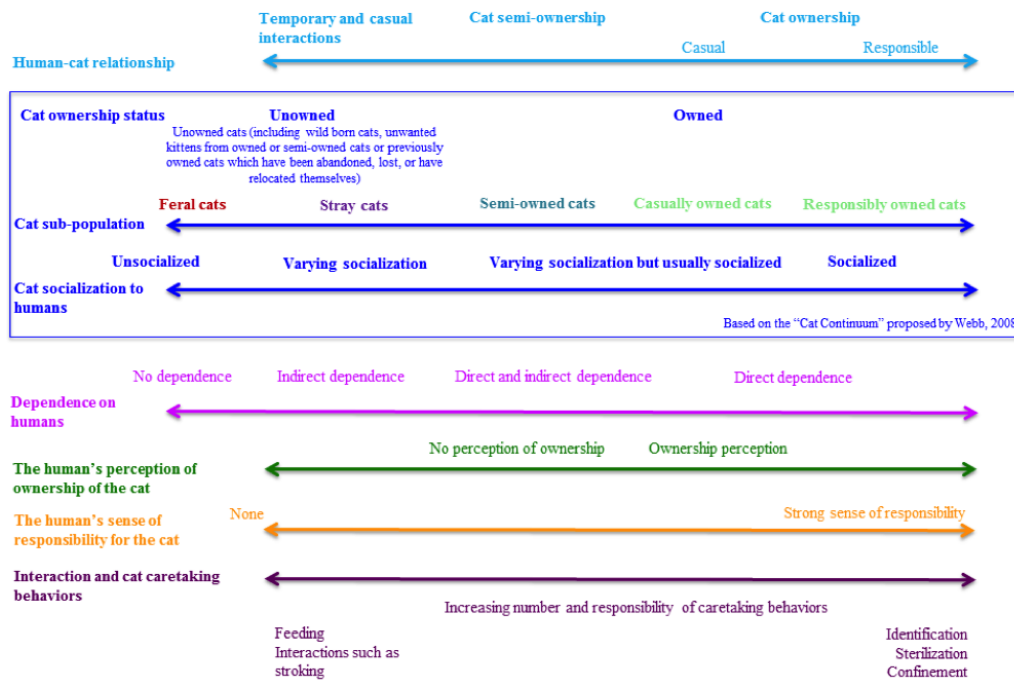 Temporary and casual
interactions
Cat semi-ownership
Cat ownership
Casual
Responsible
Human-cat relationship
Cat ownership status
Unowned
Owned
Unowned cats (including wild born cats, unwanted
kittens from owned or semi-owned cats or previously
owned cats which have been abandoned, lost, or have
relocated themselves)
Feral cats
Stray cats
Semi-owned cats
Casually owned cats
Responsibly owned cats
Cat sub-population
Unsocialized
Varying socialization
Varying socialization but usually socialized
Socialized
Cat socialization to
humans
Based on the “Cat Continuum” proposed by Webb, 2008
No dependence
Indirect dependence
Direct and indirect dependence
Direct dependence
Dependence on
humans
No perception of ownership
Ownership perception
The human’s perception of
ownership of the cat
None
Strong sense of responsibility
The human’s sense of
responsibility for the cat
Interaction and cat caretaking
behaviors
Increasing number and responsibility of caretaking behaviors
Feeding
Interactions such as
stroking
Identification
Sterilization
Confinement